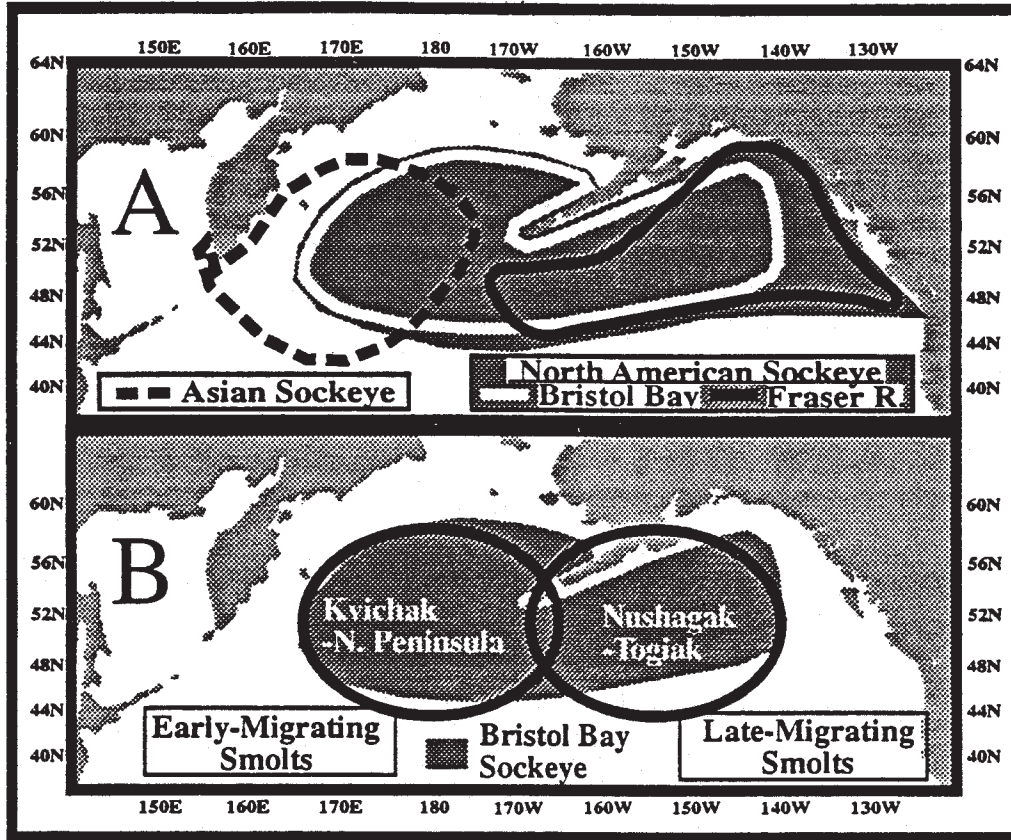 150E 160E 170E 180 170W 160W 150W 140W 130W
64N 64N
60N 60N
56N 56N
A
52N 52N
48N 48N
44N 44N
40N 40N
North American Sockeye
Asian Sockeye Bristol Bay Fraser R.
60N 60N
56N 56N
B
52N 52N
Kvichak Nushagak
-N. Peninsula -Togiak
48N 48N
44N 44N
Early-Migrating Bristol Bay Late-Migrating
Smolts Sockeye Smolts
40N 40N
150E 160E 170E 180 170W 160W 150W 140W 130W